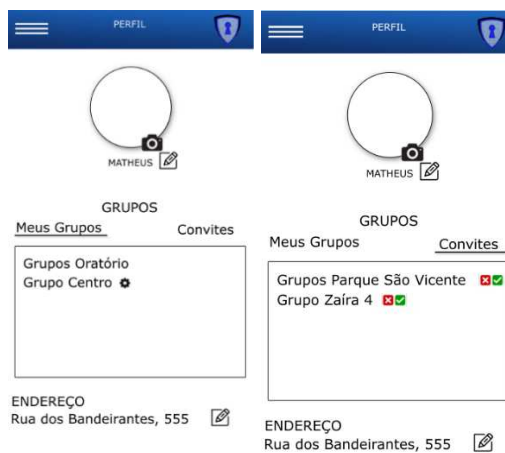 PERFIL
MATHEUS
GRUPOS
Meus Grupos Convites
Grupos Oratório
Grupo Centro
ENDEREÇO
Rua dos Bandeirantes, 555
PERFIL
MATHEUS
GRUPOS
Meus Grupos Convites
Grupos Parque São Vicente
Grupo Zaíra 4
ENDEREÇO
Rua dos Bandeirantes, 555